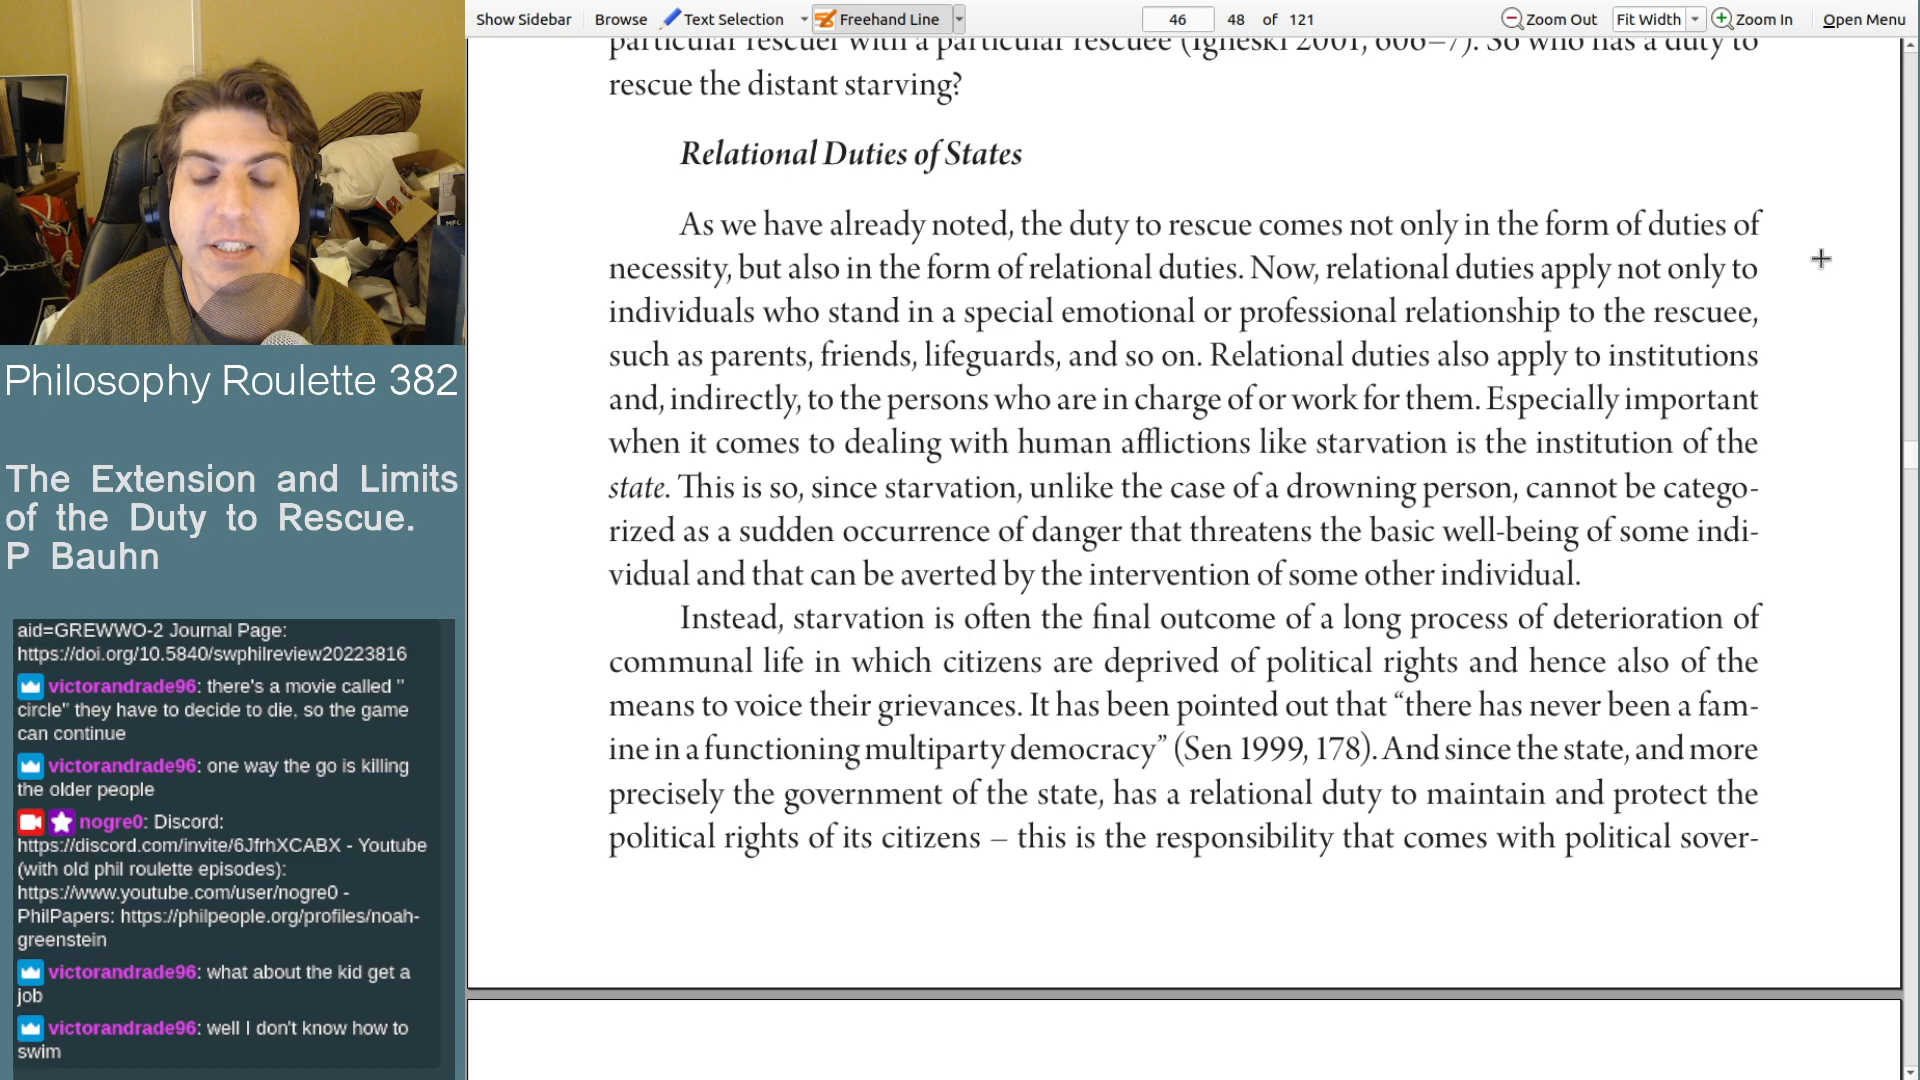 Show Sidebar Browse Text Selection Freehand Line 46 48 of 121 Zoom Out Fit Width Zoom In Open Menu
particular rescuer with a particular rescuee (Igneski 2001, 606–7). So who has a duty to
rescue the distant starving?
Relational Duties of States
As we have already noted, the duty to rescue comes not only in the form of duties of
necessity, but also in the form of relational duties. Now, relational duties apply not only to
individuals who stand in a special emotional or professional relationship to the rescuee,
such as parents, friends, lifeguards, and so on. Relational duties also apply to institutions
and, indirectly, to the persons who are in charge of or work for them. Especially important
when it comes to dealing with human afflictions like starvation is the institution of the
state. This is so, since starvation, unlike the case of a drowning person, cannot be catego-
rized as a sudden occurrence of danger that threatens the basic well-being of some indi-
vidual and that can be averted by the intervention of some other individual.
Instead, starvation is often the final outcome of a long process of deterioration of
communal life in which citizens are deprived of political rights and hence also of the
means to voice their grievances. It has been pointed out that “there has never been a fam-
ine in a functioning multiparty democracy” (Sen 1999, 178). And since the state, and more
precisely the government of the state, has a relational duty to maintain and protect the
political rights of its citizens – this is the responsibility that comes with political sover-
Philosophy Roulette 382
The Extension and Limits
of the Duty to Rescue.
P Bauhn
aid=GREWWO-2 Journal Page:
https://doi.org/10.5840/swphilreview20223816
victorandrade96: there's a movie called "
circle" they have to decide to die, so the game
can continue
victorandrade96: one way the go is killing
the older people
nogre0: Discord:
https://discord.com/invite/6JfrhXCABX - Youtube
(with old phil roulette episodes):
https://www.youtube.com/user/nogre0 -
PhilPapers: https://philpeople.org/profiles/noah-
greenstein
victorandrade96: what about the kid get a
job
victorandrade96: well I don't know how to
swim